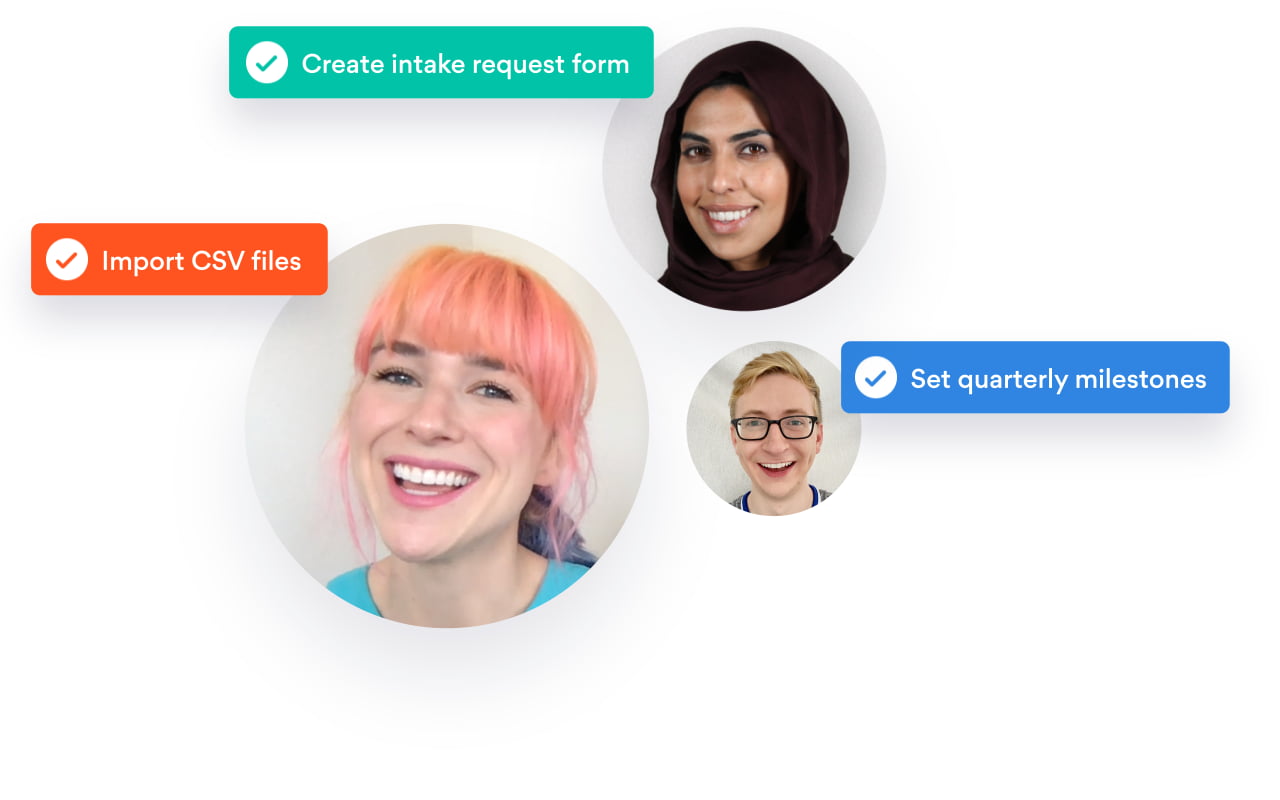 Create intake request form
Import CSV files
Set quarterly milestones